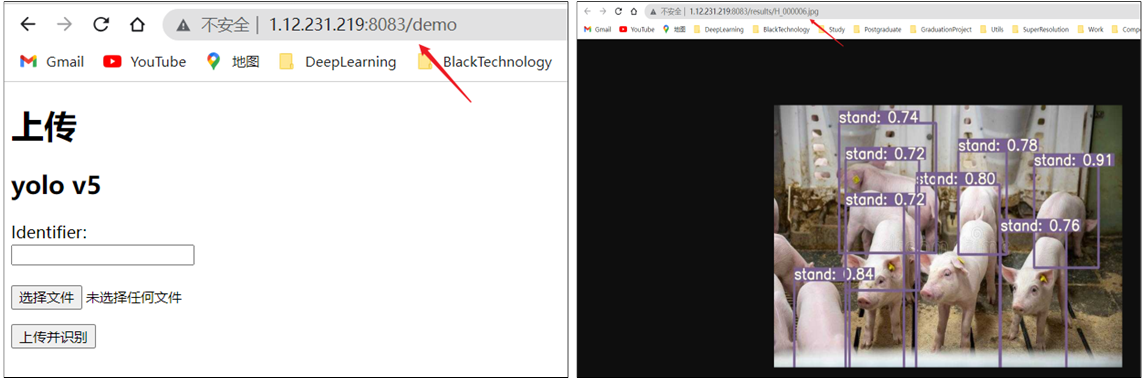 不安全 | 1.12.231.219:8083/demo
Gmail YouTube 地图 DeepLearning BlackTechnology
上传
yolo v5
Identifier:
选择文件 未选择任何文件
上传并识别
不安全 | 1.12.231.219:8083/results/H_000006.jpg
Gmail YouTube 地图 DeepLearning BlackTechnology Study Postgraduate GraduationProject Utils SuperResolution Work
stand: 0.74
stand: 0.72
stand: 0.78
stand: 0.91
stand: 0.80
stand: 0.72
stand: 0.76
stand: 0.84